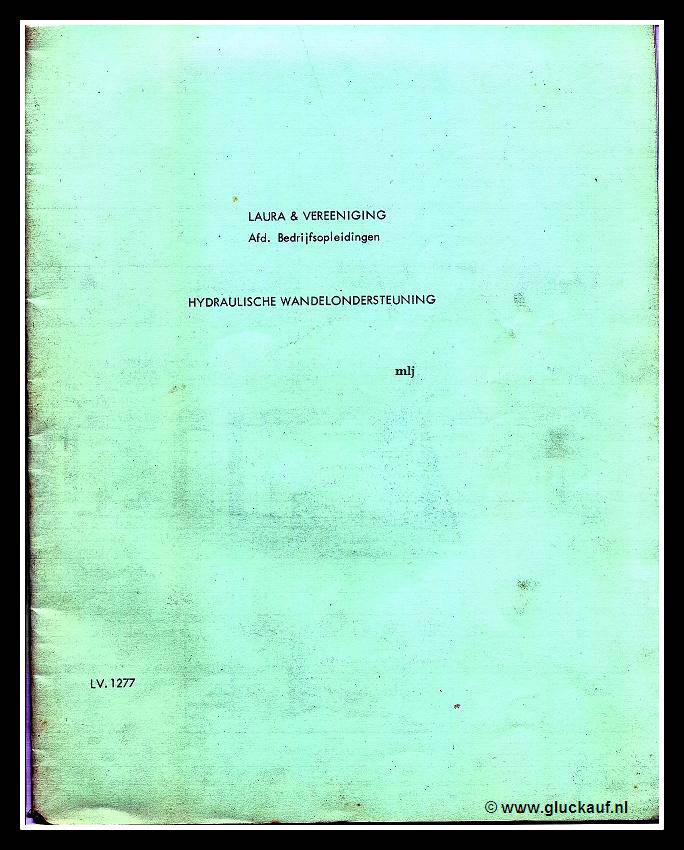 LAURA & VEREENIGING
Afd. Bedrijfsopleidingen
HYDRAULISCHE WANDELONDERSTEUNING
mlj
LV. 1277
© www.gluckauf.nl